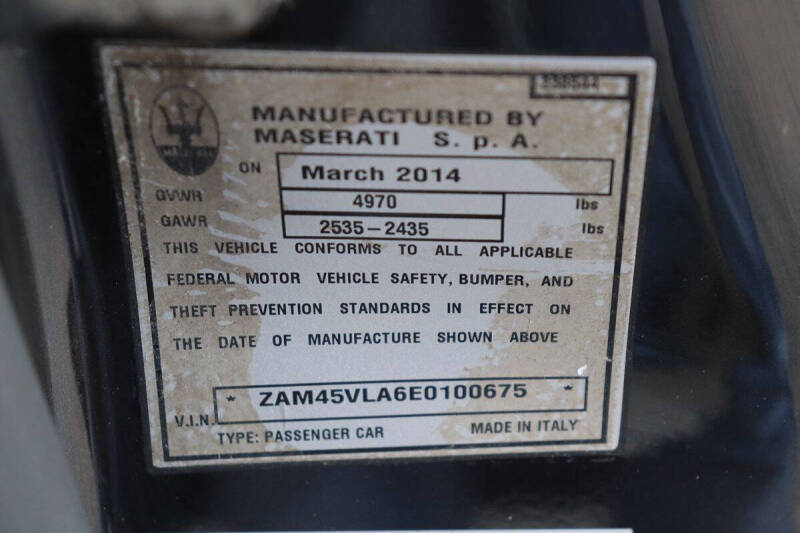 MANUFACTURED BY
MASERATI S. p. A.
ON March 2014
GVWR 4970 lbs
GAWR 2535-2435 lbs
THIS VEHICLE CONFORMS TO ALL APPLICABLE
FEDERAL MOTOR VEHICLE SAFETY, BUMPER, AND
THEFT PREVENTION STANDARDS IN EFFECT ON
THE DATE OF MANUFACTURE SHOWN ABOVE
V.I.N. * ZAM45VLA6E0100675 *
TYPE: PASSENGER CAR MADE IN ITALY